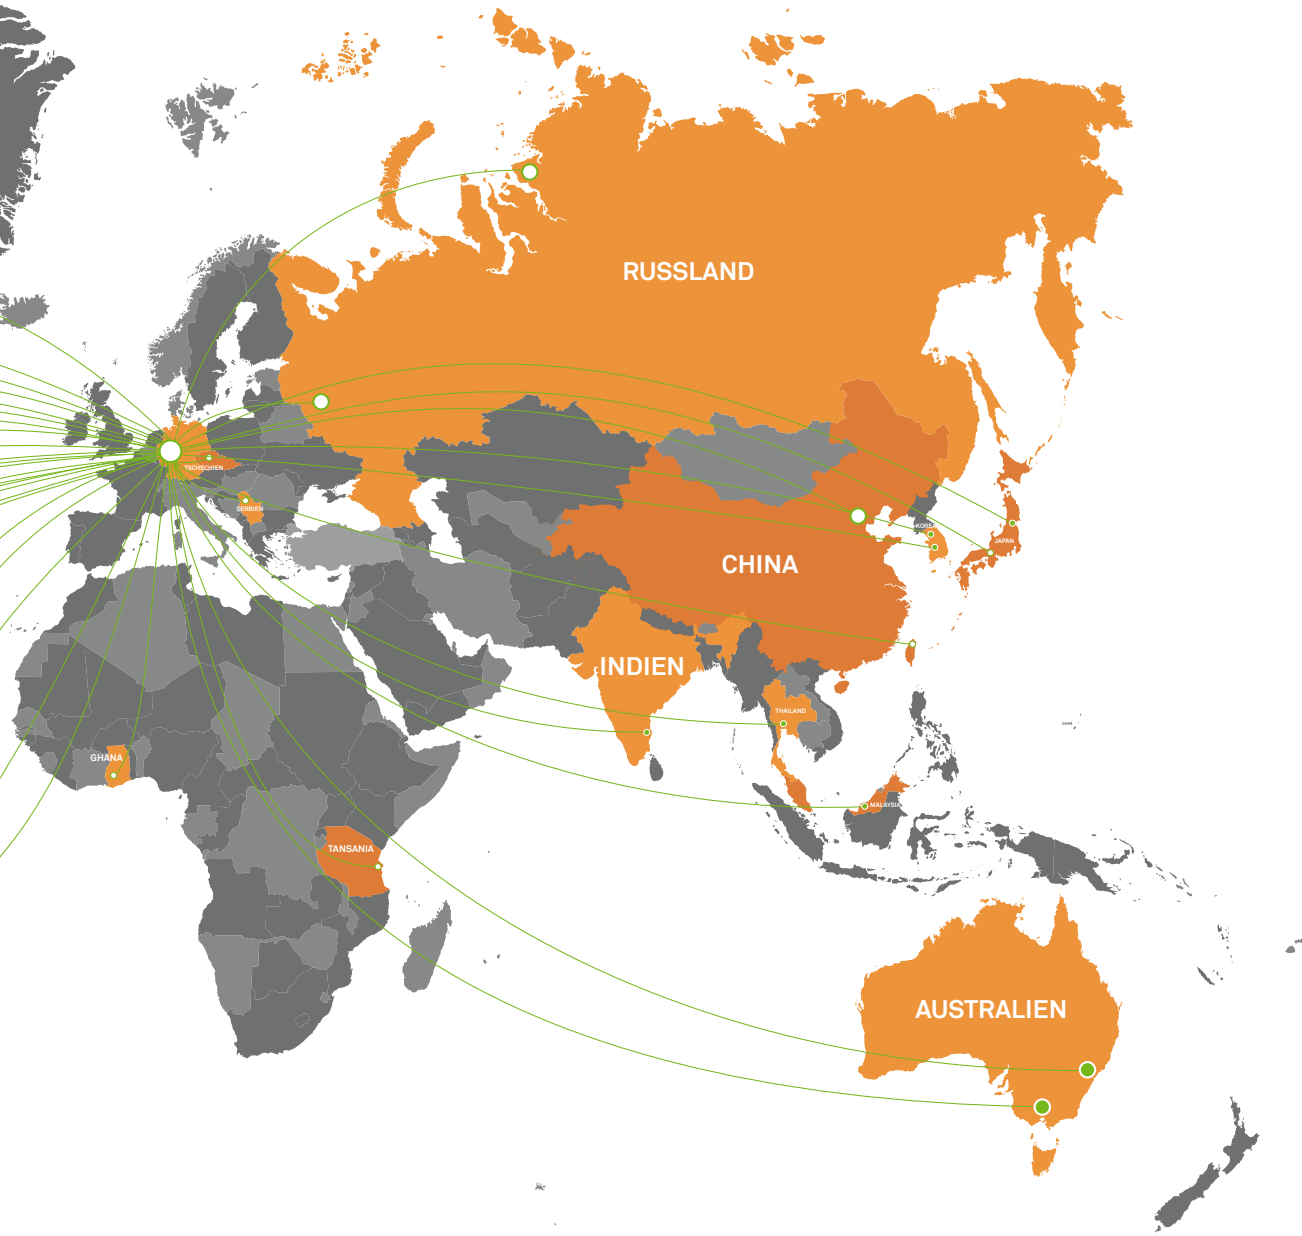 RUSSLAND
TSCHECHIEN
SERBIEN
KOREA
JAPAN
CHINA
INDIEN
THAILAND
GHANA
MALAYSIA
TANSANIA
AUSTRALIEN